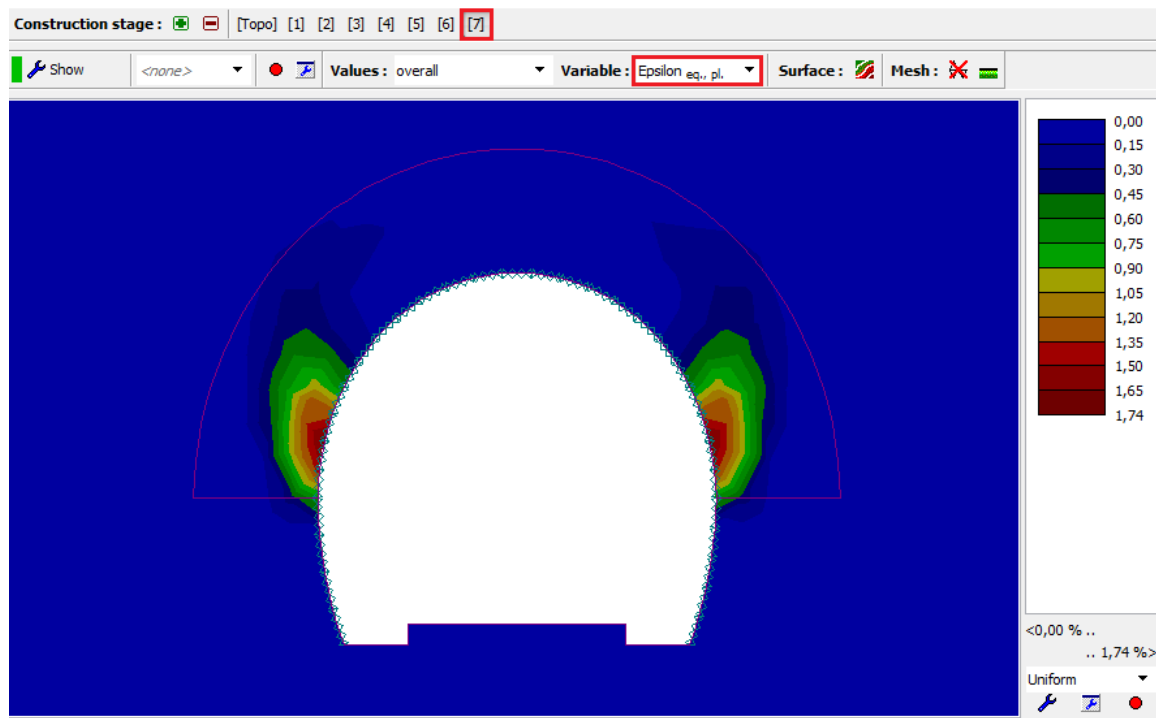 Construction stage : [Topo] [1] [2] [3] [4] [5] [6] [7]
Show <none> Values : overall Variable : Epsilon eq., pl. Surface : Mesh :
0,00
0,15
0,30
0,45
0,60
0,75
0,90
1,05
1,20
1,35
1,50
1,65
1,74
<0,00 % ..
.. 1,74 %>
Uniform